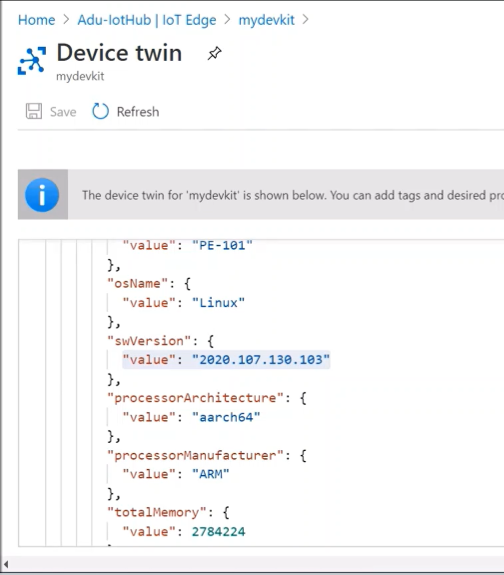 Home > Adu-IotHub | IoT Edge > mydevkit >
Device twin
mydevkit
Save Refresh
The device twin for 'mydevkit' is shown below. You can add tags and desired
"value": "PE-101"
},
"osName": {
"value": "Linux"
},
"swVersion": {
"value": "2020.107.130.103"
},
"processorArchitecture": {
"value": "aarch64"
},
"processorManufacturer": {
"value": "ARM"
},
"totalMemory": {
"value": 2784224